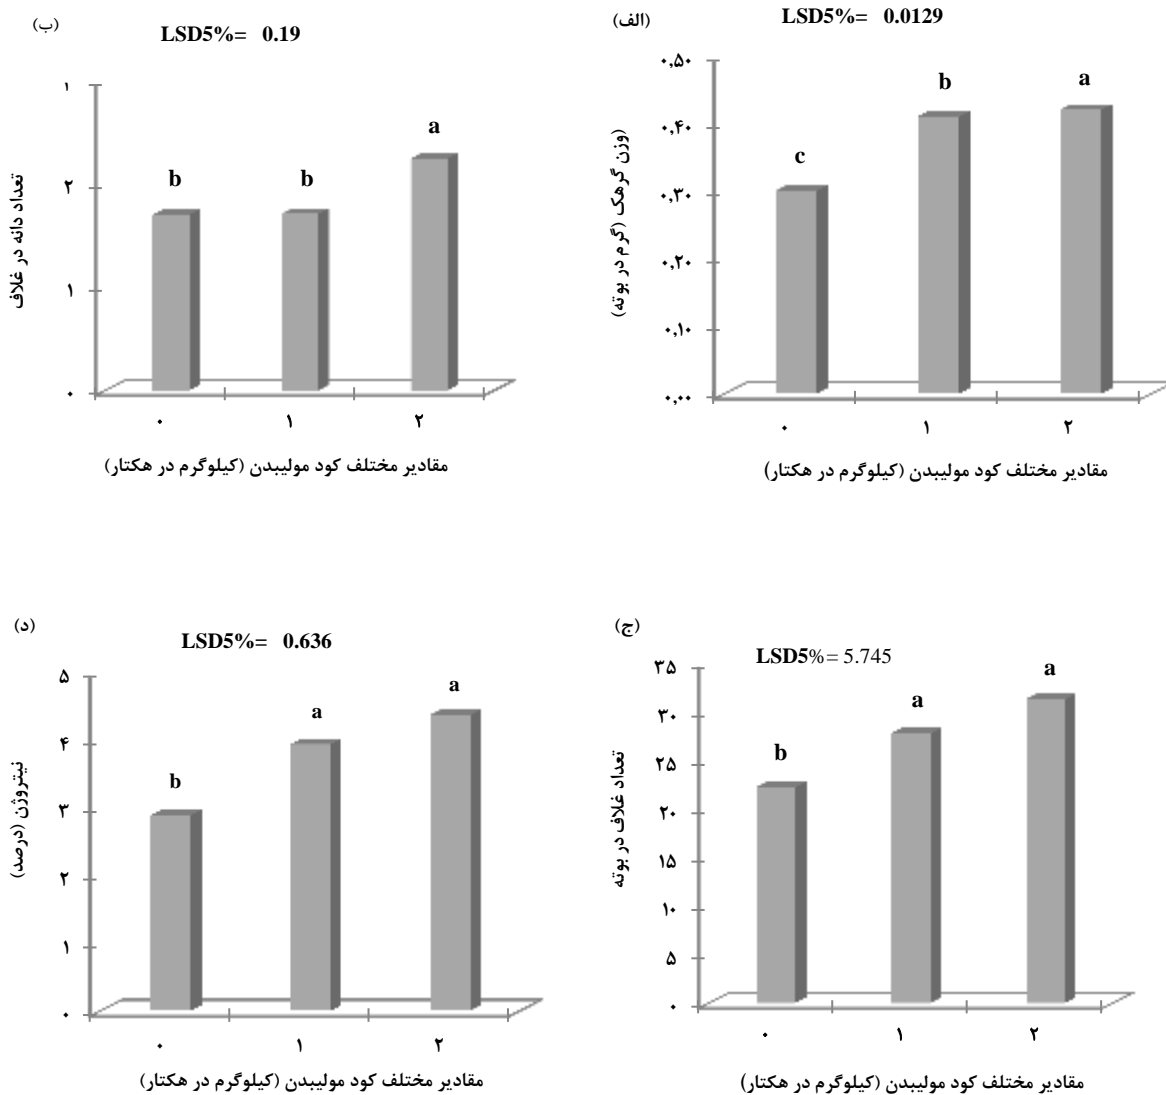 (الف)
LSD5%= 0.0129
وزن گرهک (گرم در بوته)
۰,۵۰
۰,۴۰
۰,۳۰
۰,۲۰
۰,۱۰
۰,۰۰
c
b
a
۰ ۱ ۲
مقادیر مختلف کود مولیبدن (کیلوگرم در هکتار)
(ب)
LSD5%= 0.19
تعداد دانه در غلاف
۱
۲
۱
۰
b
b
a
۰ ۱ ۲
مقادیر مختلف کود مولیبدن (کیلوگرم در هکتار)
(ج)
LSD5%= 5.745
تعداد غلاف در بوته
۳۵
۳۰
۲۵
۲۰
۱۵
۱۰
۵
۰
b
a
a
۰ ۱ ۲
مقادیر مختلف کود مولیبدن (کیلوگرم در هکتار)
(د)
LSD5%= 0.636
نیتروژن (درصد)
۵
۴
۳
۲
۱
۰
b
a
a
۰ ۱ ۲
مقادیر مختلف کود مولیبدن (کیلوگرم در هکتار)